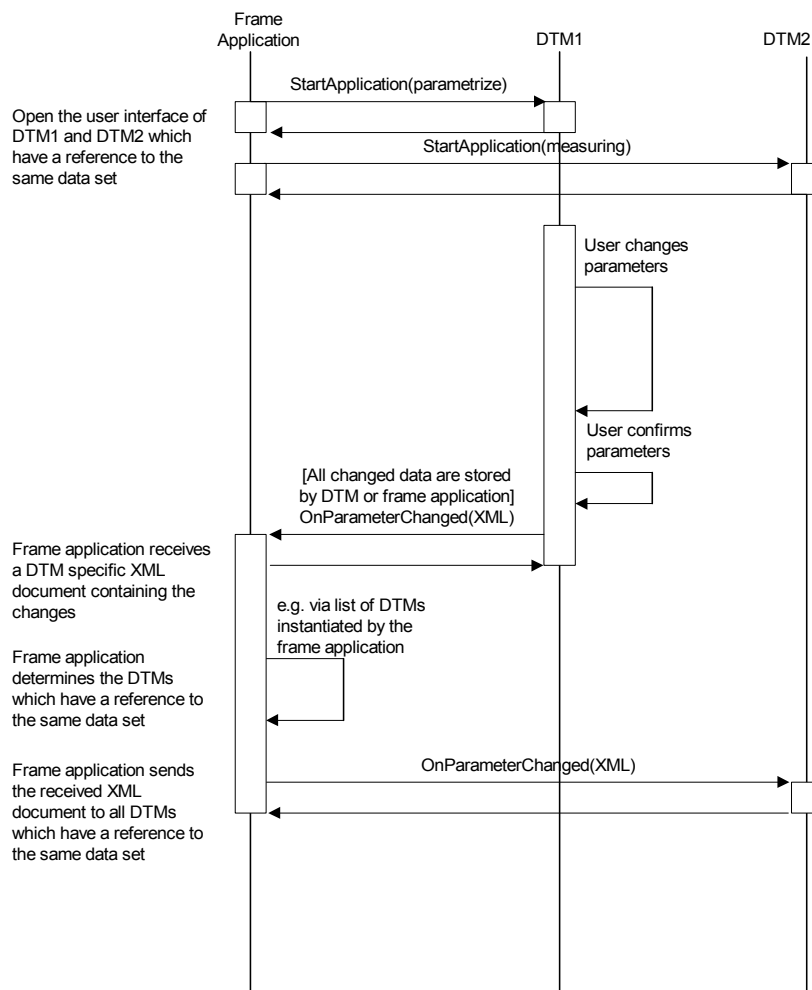 Frame
Application
DTM1
DTM2
StartApplication(parametrize)
Open the user interface of
DTM1 and DTM2 which
have a reference to the
same data set
StartApplication(measuring)
User changes
parameters
User confirms
parameters
[All changed data are stored
by DTM or frame application]
OnParameterChanged(XML)
Frame application receives
a DTM specific XML
document containing the
changes
e.g. via list of DTMs
instantiated by the
frame application
Frame application
determines the DTMs
which have a reference to
the same data set
OnParameterChanged(XML)
Frame application sends
the received XML
document to all DTMs
which have a reference to
the same data set